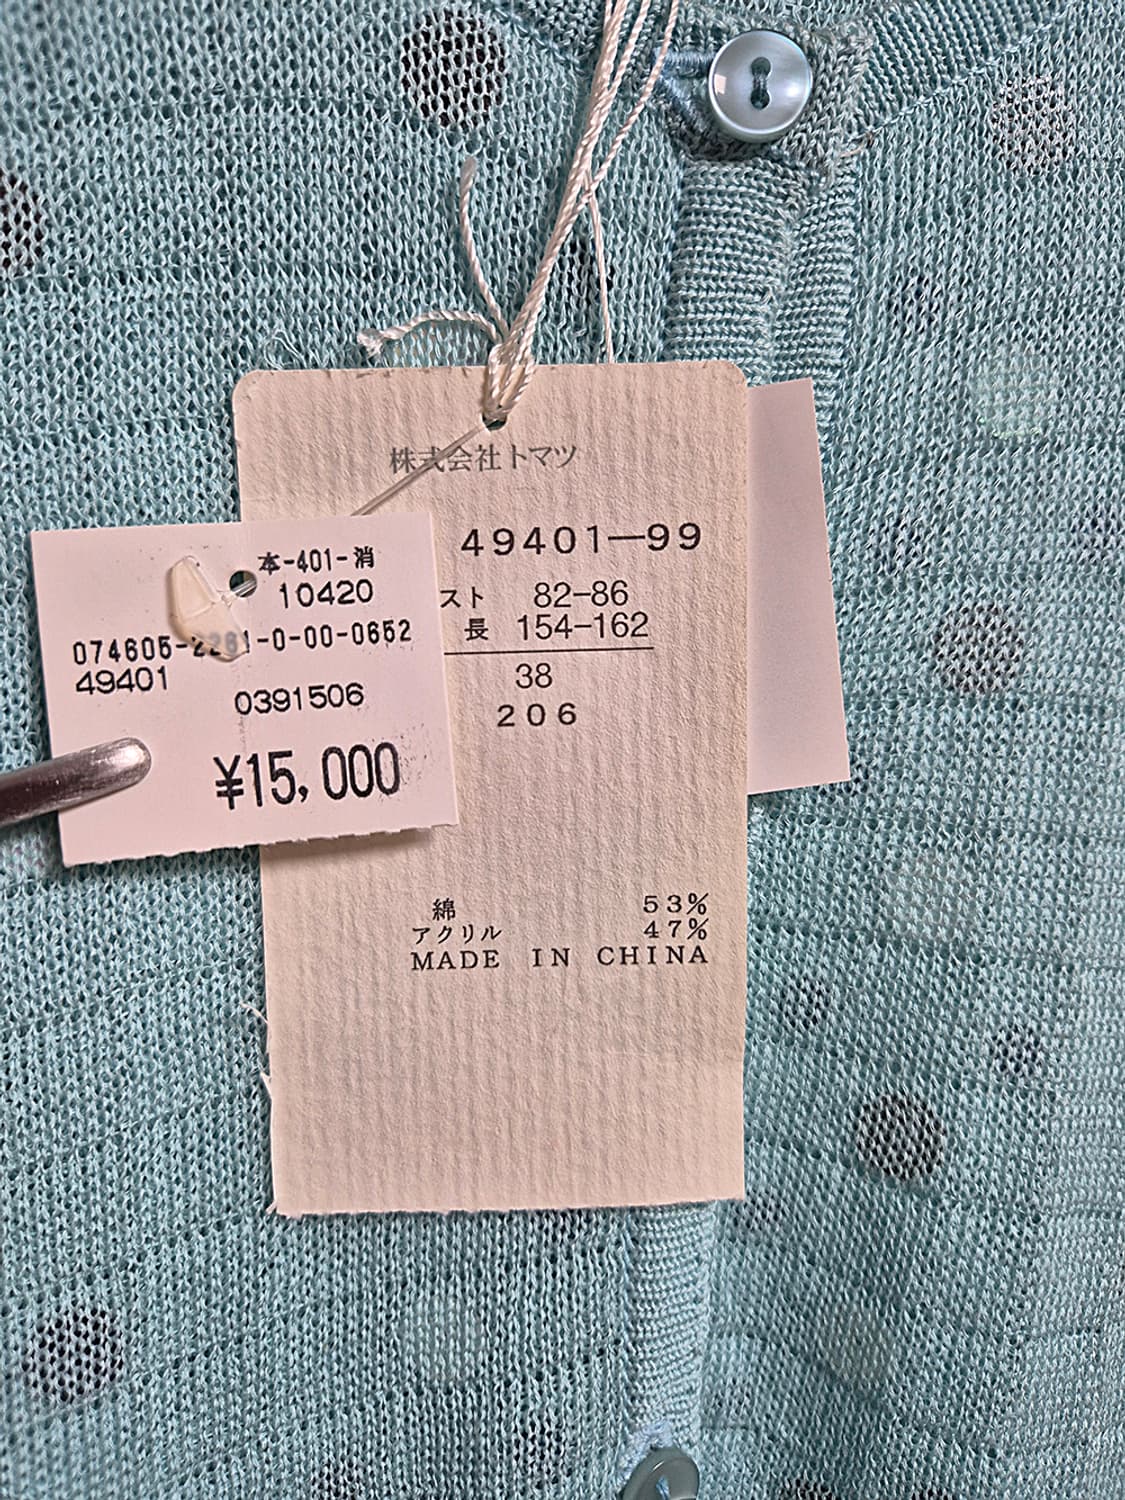 株式会社トマツ
49401—99
スト 82-86
長 154-162
38
206
綿 53%
アクリル 47%
MADE IN CHINA
本-401-消
10420
074605-2261-0-00-0652
49401
0391506
¥15,000